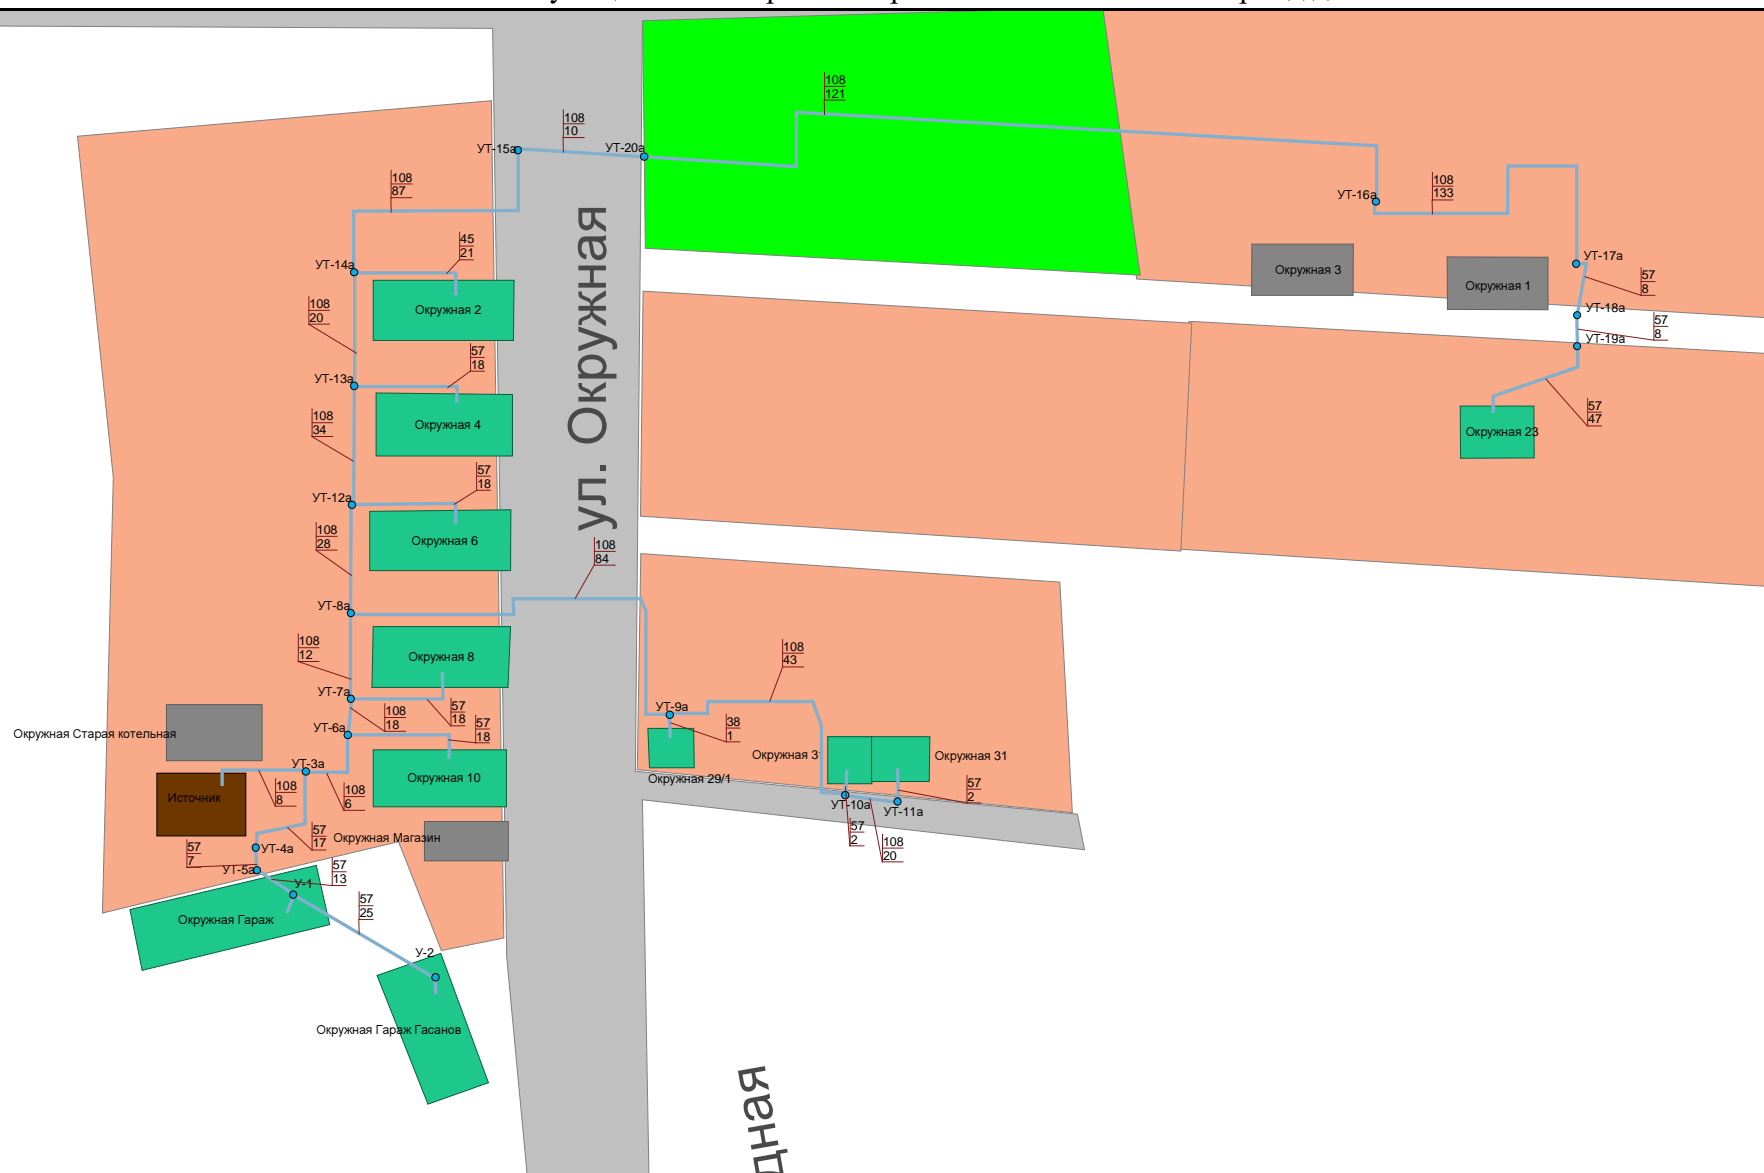 108
121
108
10
УТ-15а
УТ-20а
108
87
108
133
УТ-16а
ул. Окружная
45
21
УТ-14а
Окружная 2
Окружная 3
Окружная 1
УТ-17а
57
8
108
20
УТ-18а
57
8
УТ-19а
57
18
УТ-13а
Окружная 4
108
34
57
47
Окружная 23
57
18
УТ-12а
Окружная 6
108
28
108
84
УТ-8а
108
12
Окружная 8
108
43
УТ-7а
57
18
108
18
УТ-6а
57
18
УТ-9а
38
1
Окружная Старая котельная
Окружная 31
Окружная 31
Окружная 29/1
УТ-3а
Окружная 10
Источник
108
8
108
6
57
2
УТ-10а
УТ-11а
57
2
108
20
57
17
Окружная Магазин
57
7
УТ-4а
УТ-5а
57
13
У-1
57
25
Окружная Гараж
У-2
Окружная Гараж Гасанов